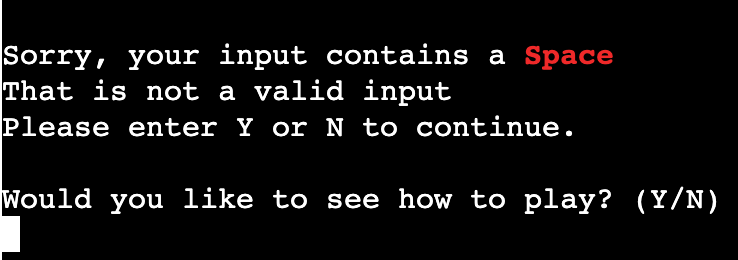 Sorry, your input contains a Space
That is not a valid input
Please enter Y or N to continue.
Would you like to see how to play? (Y/N)